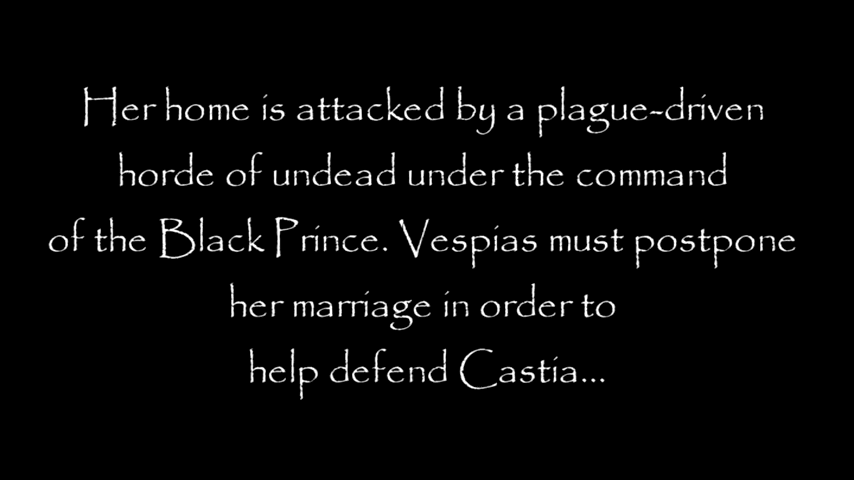 Her home is attacked by a plague-driven
horde of undead under the command
of the Black Prince. Vespias must postpone
her marriage in order to
help defend Castia...